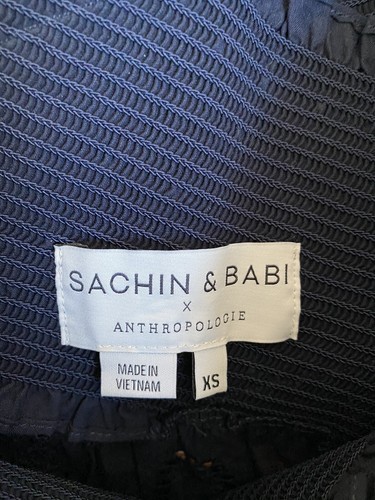 SACHIN & BABI
X
ANTHROPOLOGIE
MADE IN
VIETNAM
XS